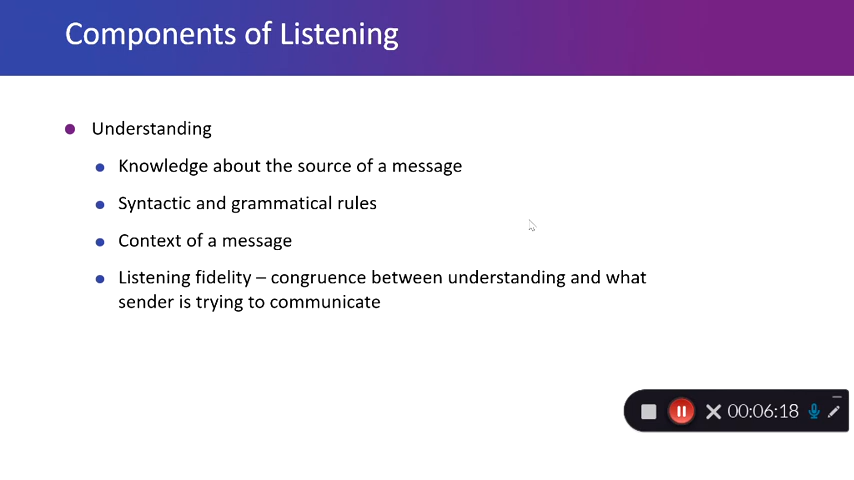 Components of Listening
Understanding
Knowledge about the source of a message
Syntactic and grammatical rules
Context of a message
Listening fidelity – congruence between understanding and what
sender is trying to communicate
00:06:18